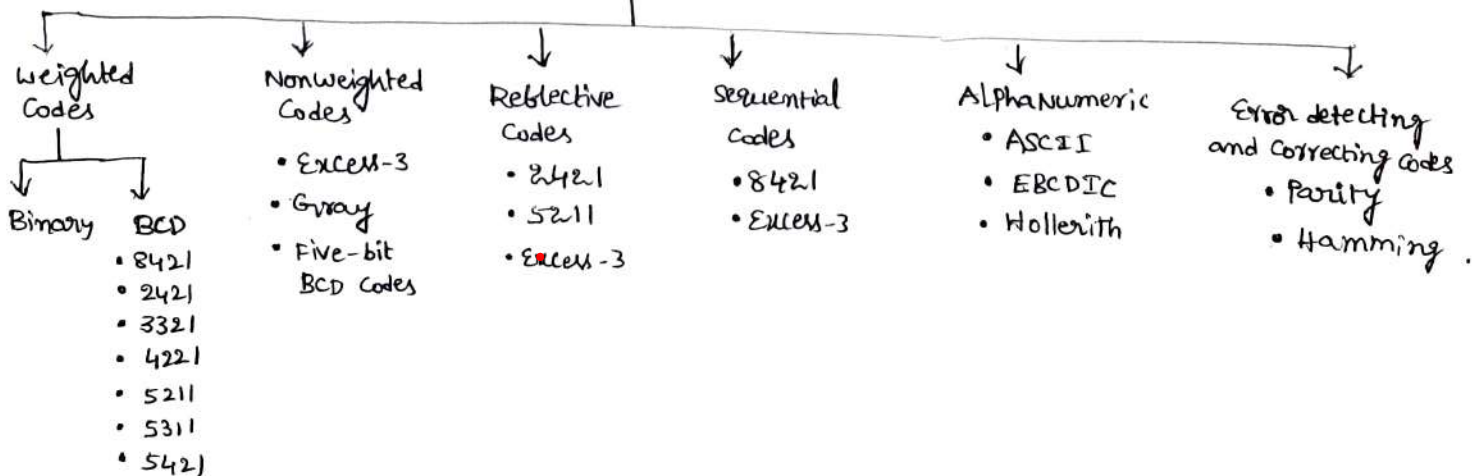 Weighted
Codes
Binary
BCD
• 8421
• 2421
• 3321
• 4221
• 5211
• 5311
• 5421
Nonweighted
Codes
• Excess-3
• Gray
• Five-bit
BCD Codes
Reflective
Codes
• 2421
• 5211
• Excess-3
Sequential
Codes
• 8421
• Excess-3
AlphaNumeric
• ASCII
• EBCDIC
• Hollerith
Error detecting
and Correcting Codes
• Parity
• Hamming .